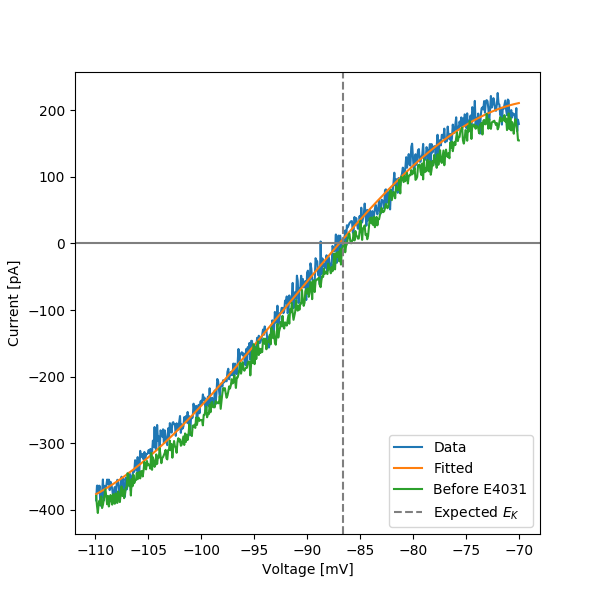 200
100
0
−100
−200
−300
−400
Current [pA]
−110 −105 −100 −95 −90 −85 −80 −75 −70
Voltage [mV]
Data
Fitted
Before E4031
Expected E_K